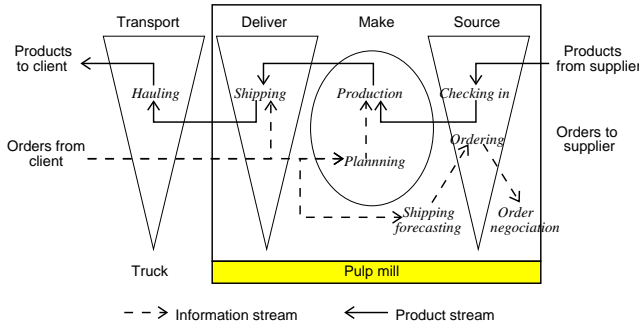 Transport Deliver Make Source
Products
to client
Products
from supplier
Hauling Shipping Production Checking in
Orders from
client
Orders to
supplier
Ordering
Plannning
Shipping
forecasting
Order
negociation
Truck Pulp mill
Information stream Product stream